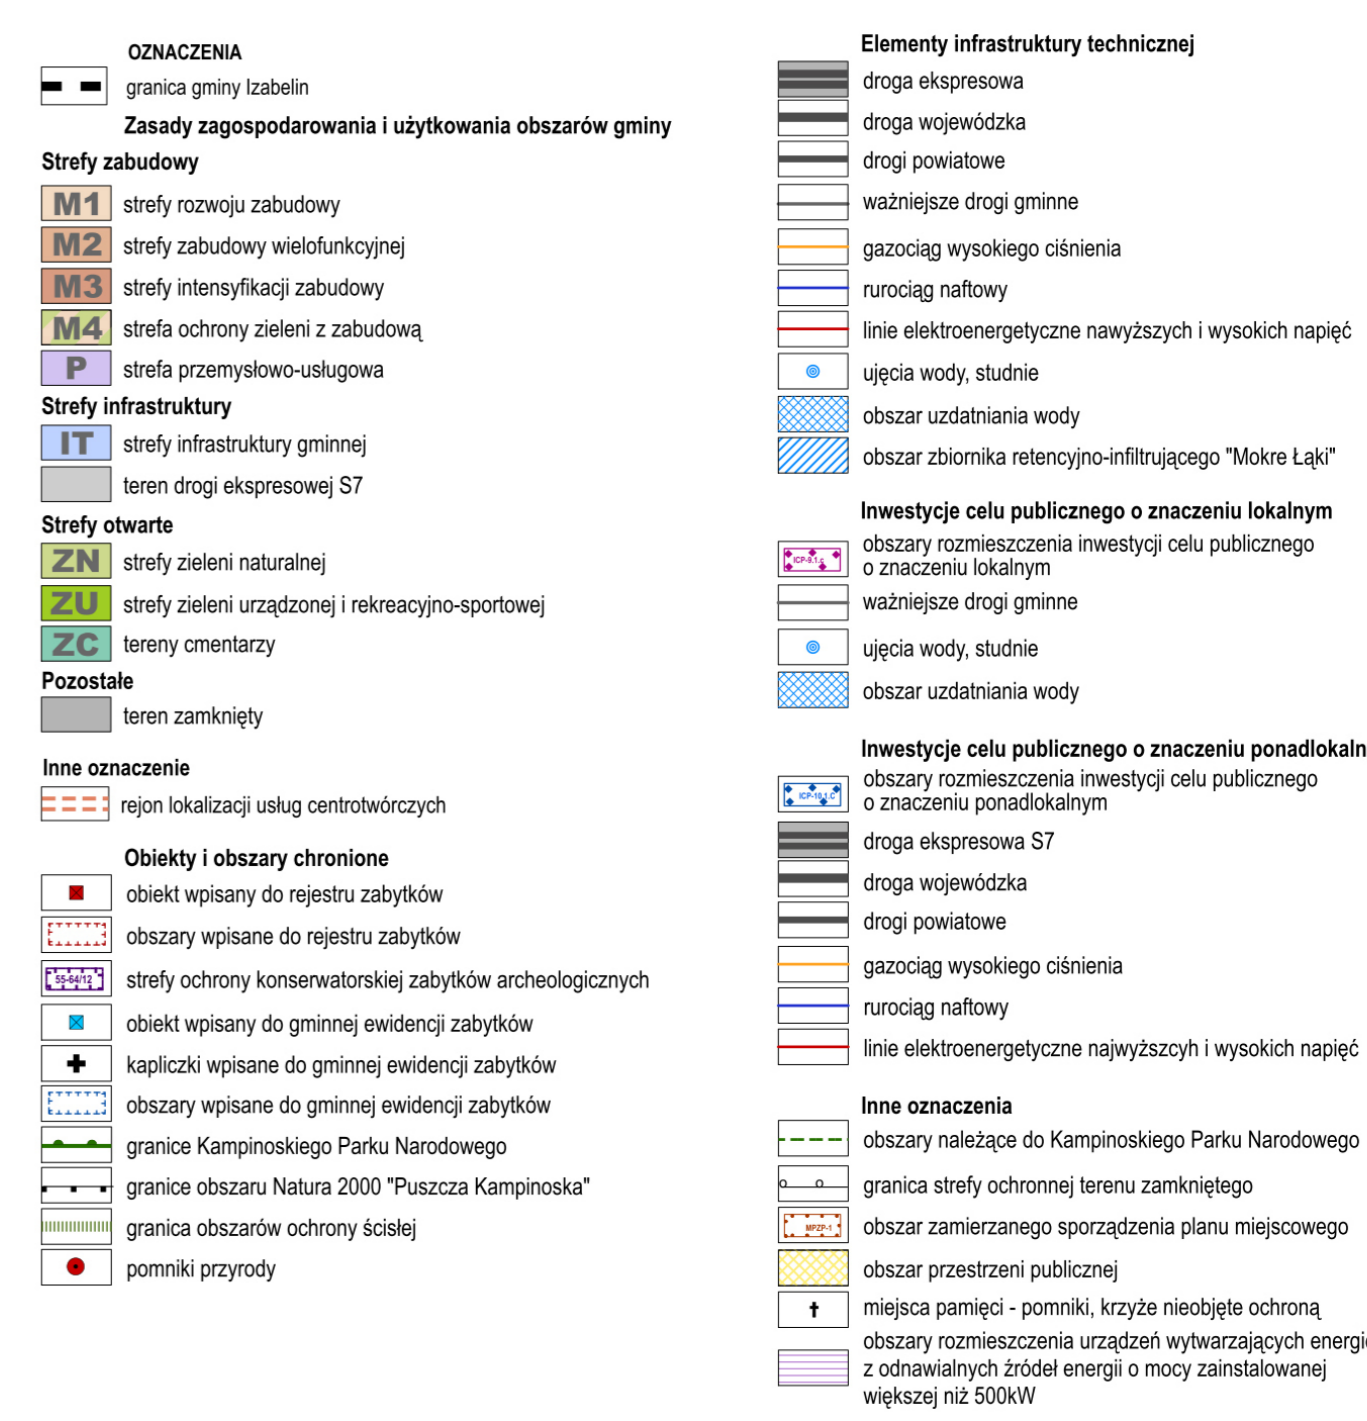 OZNACZENIA
granica gminy Izabelin
Zasady zagospodarowania i użytkowania obszarów gminy
Strefy zabudowy
M1 strefy rozwoju zabudowy
M2 strefy zabudowy wielofunkcyjnej
M3 strefy intensyfikacji zabudowy
M4 strefa ochrony zieleni z zabudową
P strefa przemysłowo-usługowa
Strefy infrastruktury
IT strefy infrastruktury gminnej
teren drogi ekspresowej S7
Strefy otwarte
ZN strefy zieleni naturalnej
ZU strefy zieleni urządzonej i rekreacyjno-sportowej
ZC tereny cmentarzy
Pozostałe
teren zamknięty
Inne oznaczenie
rejon lokalizacji usług centrotwórczych
Obiekty i obszary chronione
obiekt wpisany do rejestru zabytków
obszary wpisane do rejestru zabytków
55-64/12 strefy ochrony konserwatorskiej zabytków archeologicznych
obiekt wpisany do gminnej ewidencji zabytków
kapliczki wpisane do gminnej ewidencji zabytków
obszary wpisane do gminnej ewidencji zabytków
granice Kampinoskiego Parku Narodowego
granice obszaru Natura 2000 "Puszcza Kampinoska"
granica obszarów ochrony ścisłej
pomniki przyrody
Elementy infrastruktury technicznej
droga ekspresowa
droga wojewódzka
drogi powiatowe
ważniejsze drogi gminne
gazociąg wysokiego ciśnienia
rurociąg naftowy
linie elektroenergetyczne nawyższych i wysokich napięć
ujęcia wody, studnie
obszar uzdatniania wody
obszar zbiornika retencyjno-infiltrującego "Mokre Łąki"
Inwestycje celu publicznego o znaczeniu lokalnym
ICP-9.1.c obszary rozmieszczenia inwestycji celu publicznego
o znaczeniu lokalnym
ważniejsze drogi gminne
ujęcia wody, studnie
obszar uzdatniania wody
Inwestycje celu publicznego o znaczeniu ponadlokaln
ICP-10.1.C obszary rozmieszczenia inwestycji celu publicznego
o znaczeniu ponadlokalnym
droga ekspresowa S7
droga wojewódzka
drogi powiatowe
gazociąg wysokiego ciśnienia
rurociąg naftowy
linie elektroenergetyczne najwyższcyh i wysokich napięć
Inne oznaczenia
obszary należące do Kampinoskiego Parku Narodowego
granica strefy ochronnej terenu zamkniętego
MPZP-1 obszar zamierzanego sporządzenia planu miejscowego
obszar przestrzeni publicznej
miejsca pamięci - pomniki, krzyże nieobjęte ochroną
obszary rozmieszczenia urządzeń wytwarzających energi
z odnawialnych źródeł energii o mocy zainstalowanej
większej niż 500kW